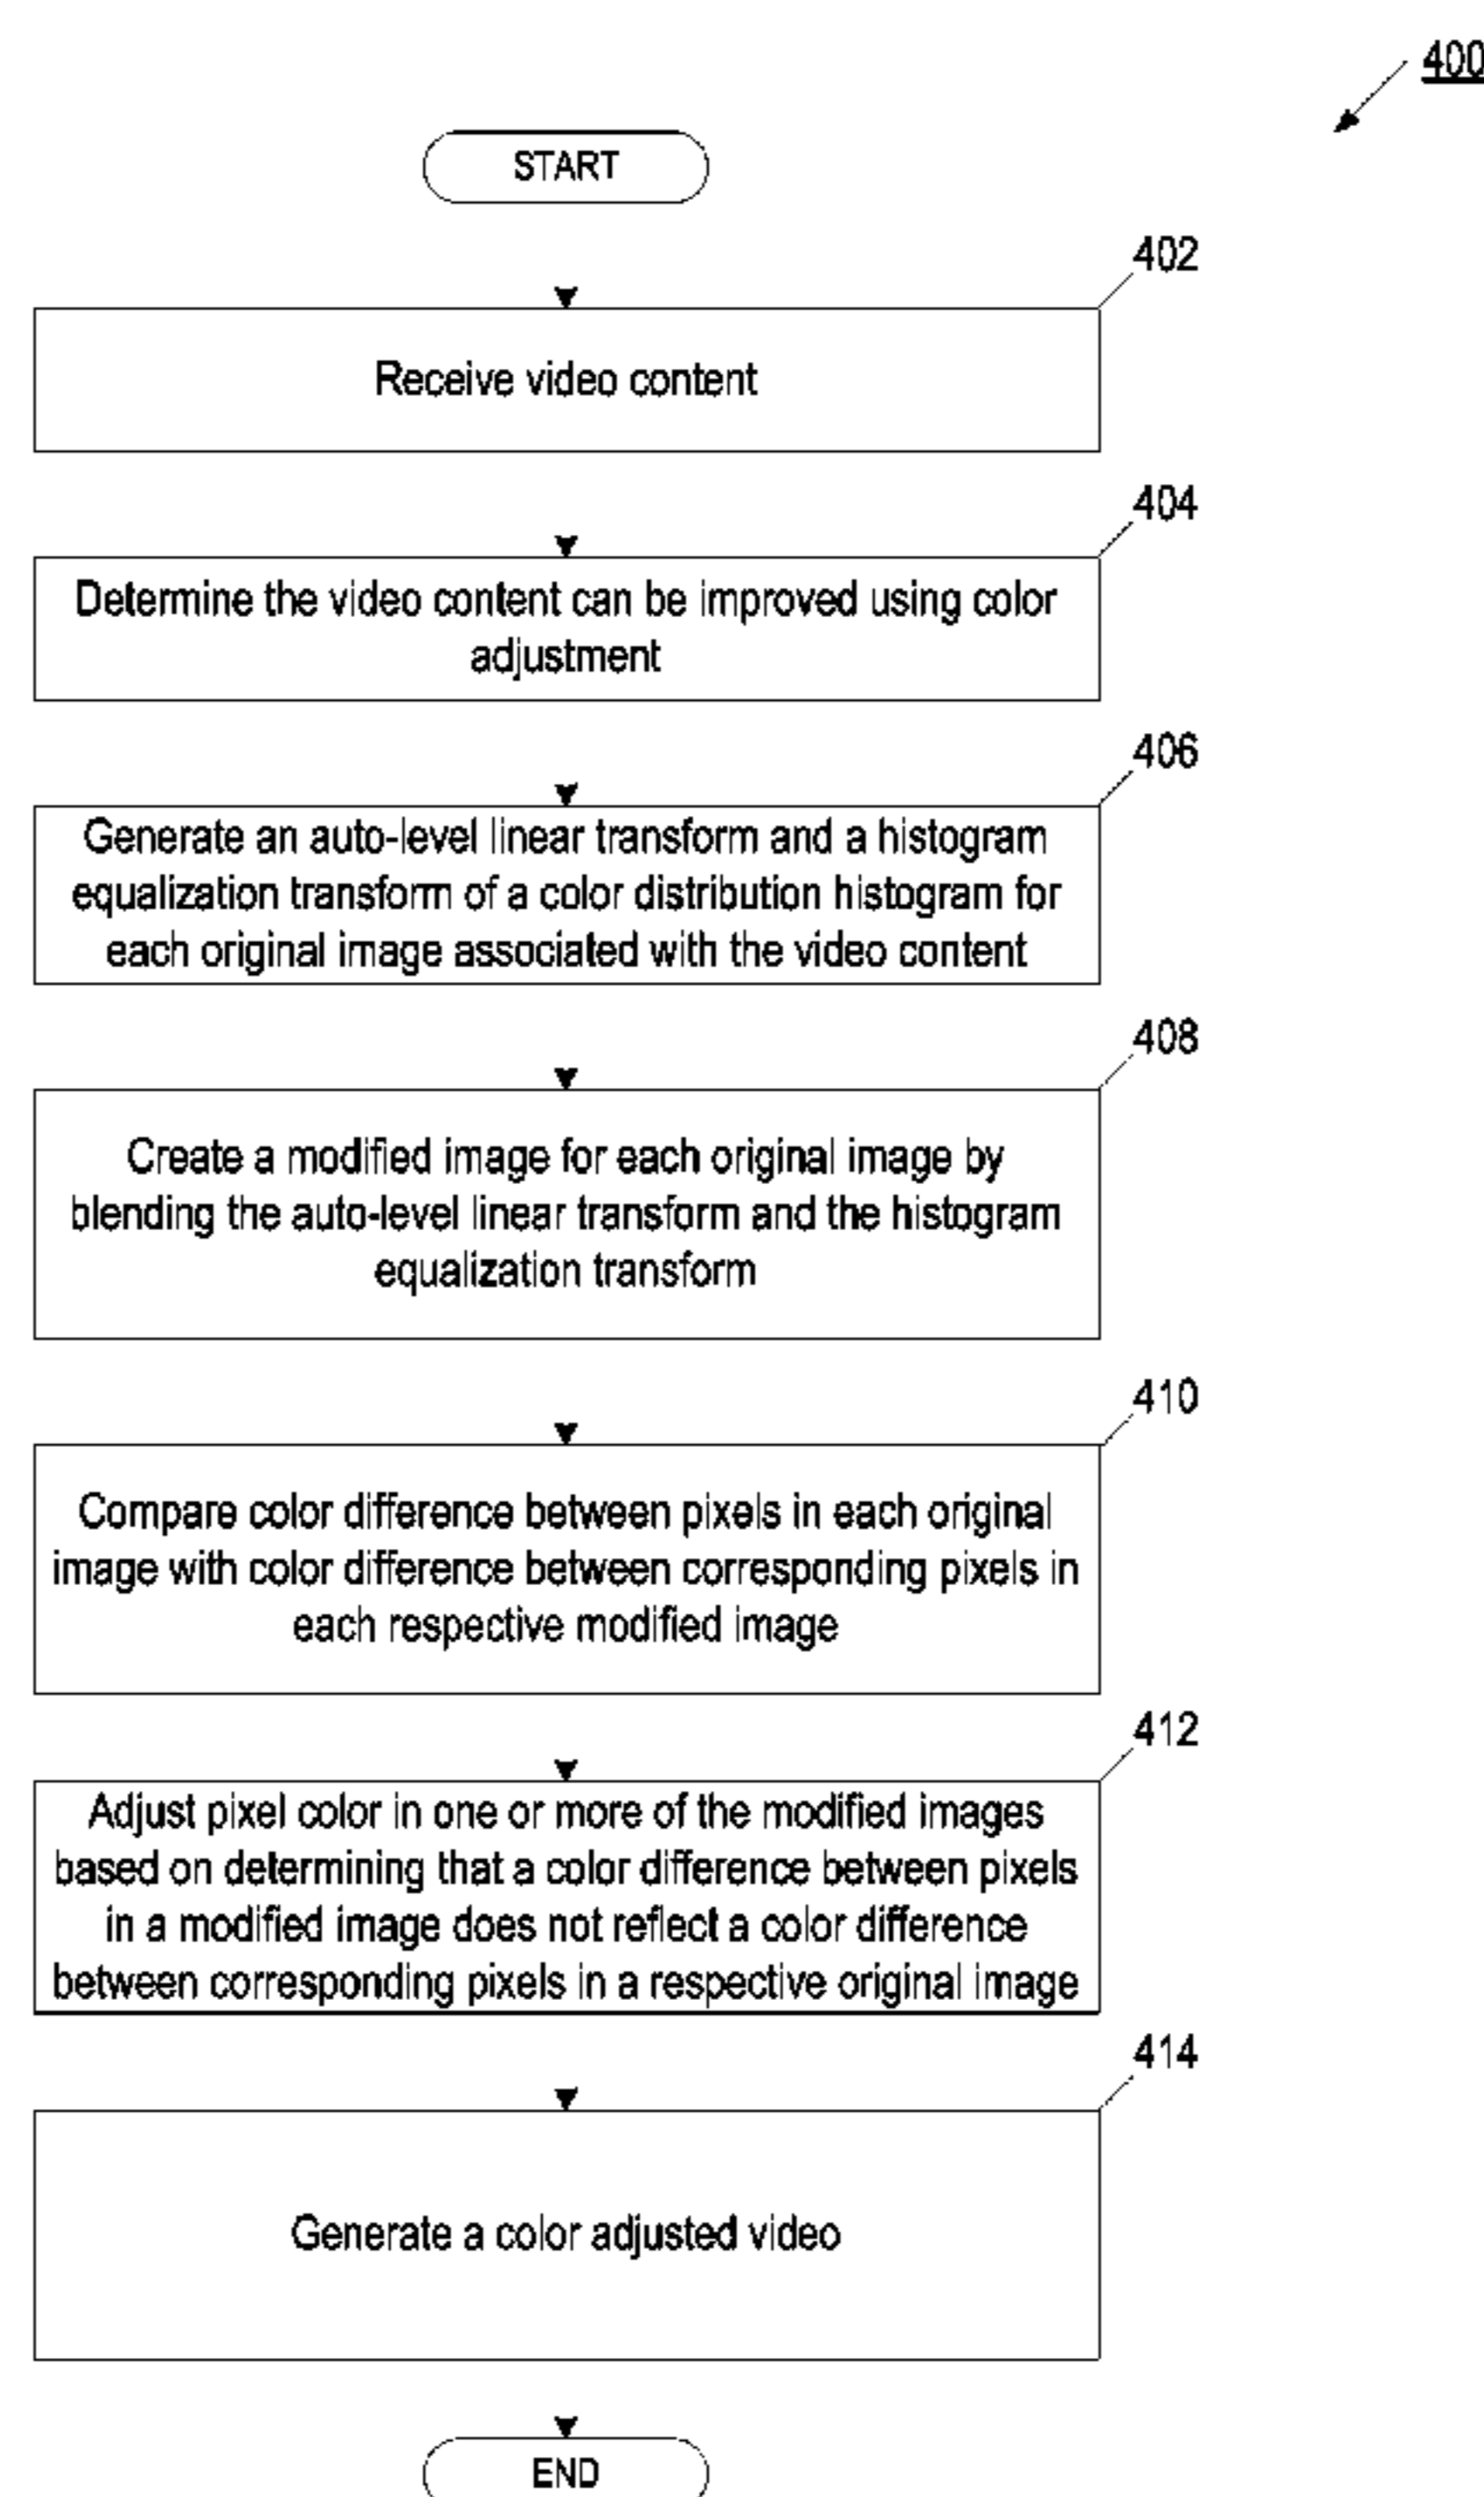 400
START
402
Receive video content
404
Determine the video content can be improved using color
adjustment
406
Generate an auto-level linear transform and a histogram
equalization transform of a color distribution histogram for
each original image associated with the video content
408
Create a modified image for each original image by
blending the auto-level linear transform and the histogram
equalization transform
410
Compare color difference between pixels in each original
image with color difference between corresponding pixels in
each respective modified image
412
Adjust pixel color in one or more of the modified images
based on determining that a color difference between pixels
in a modified image does not reflect a color difference
between corresponding pixels in a respective original image
414
Generate a color adjusted video
END